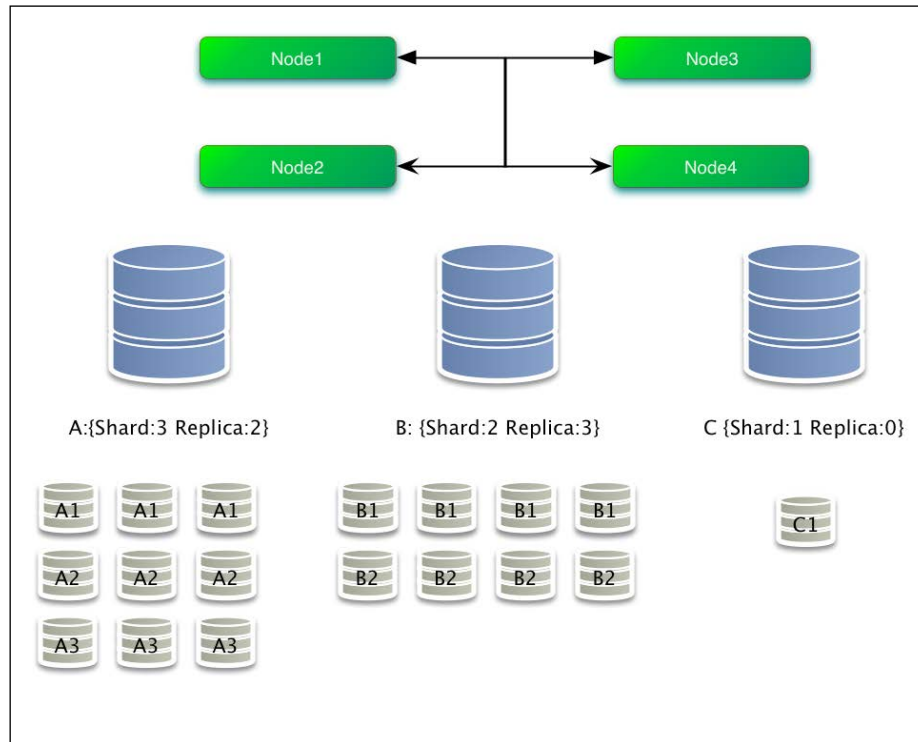 Node1 Node3
Node2 Node4
A:{Shard:3 Replica:2} B: {Shard:2 Replica:3} C {Shard:1 Replica:0}
A1 A1 A1 B1 B1 B1 B1 C1
A2 A2 A2 B2 B2 B2 B2
A3 A3 A3